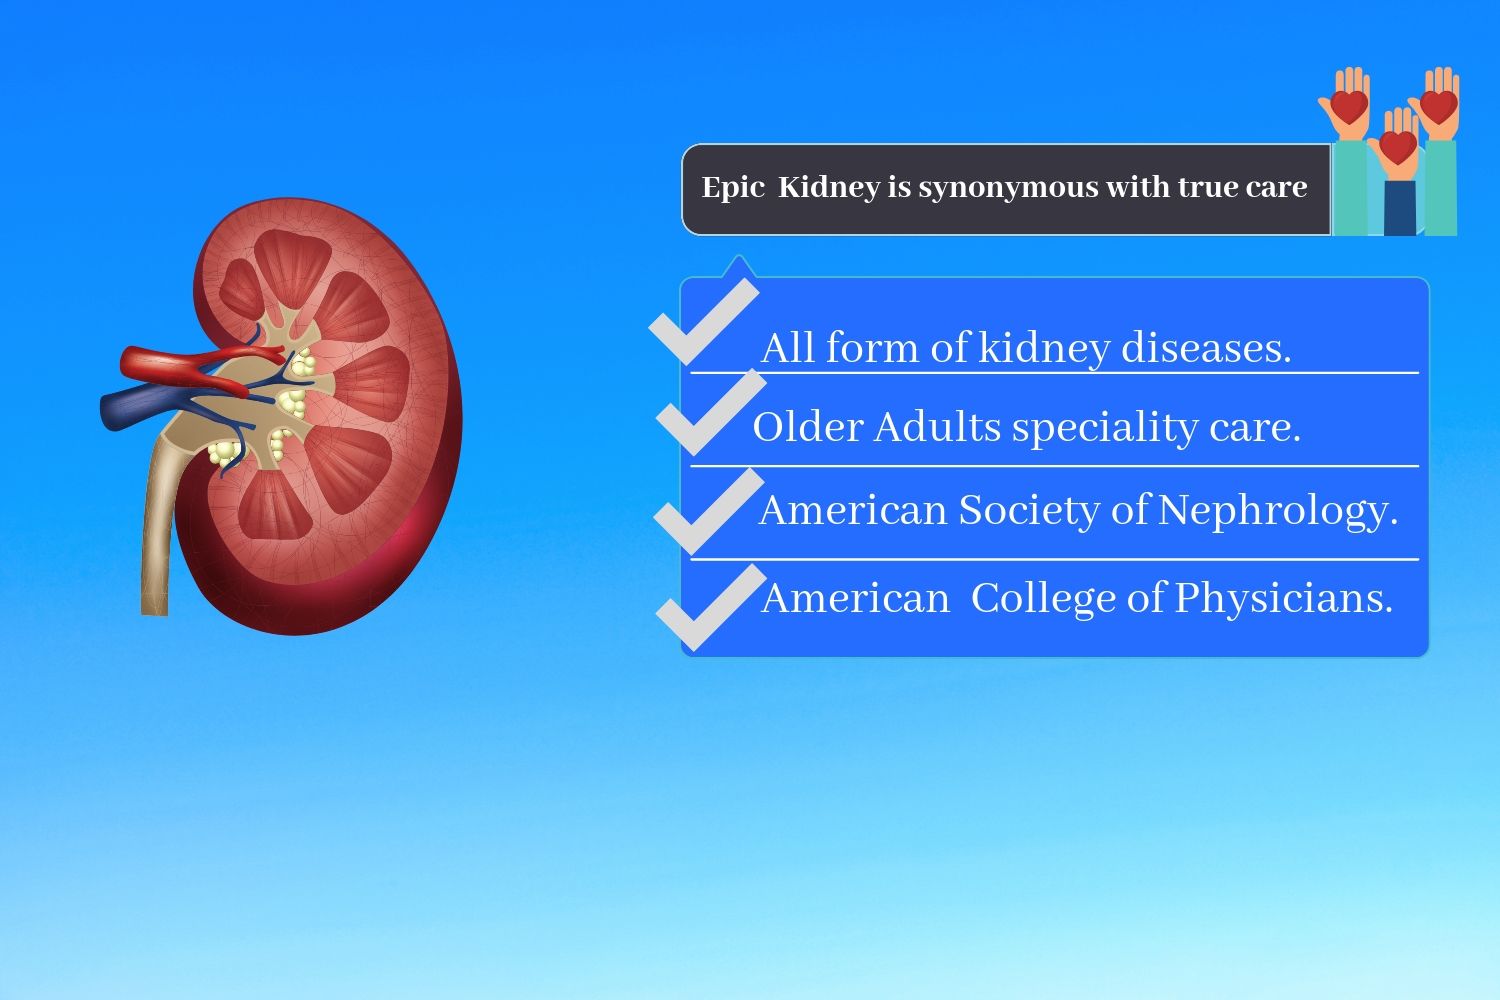 Epic Kidney is synonymous with true care
All form of kidney diseases.
Older Adults speciality care.
American Society of Nephrology.
American College of Physicians.